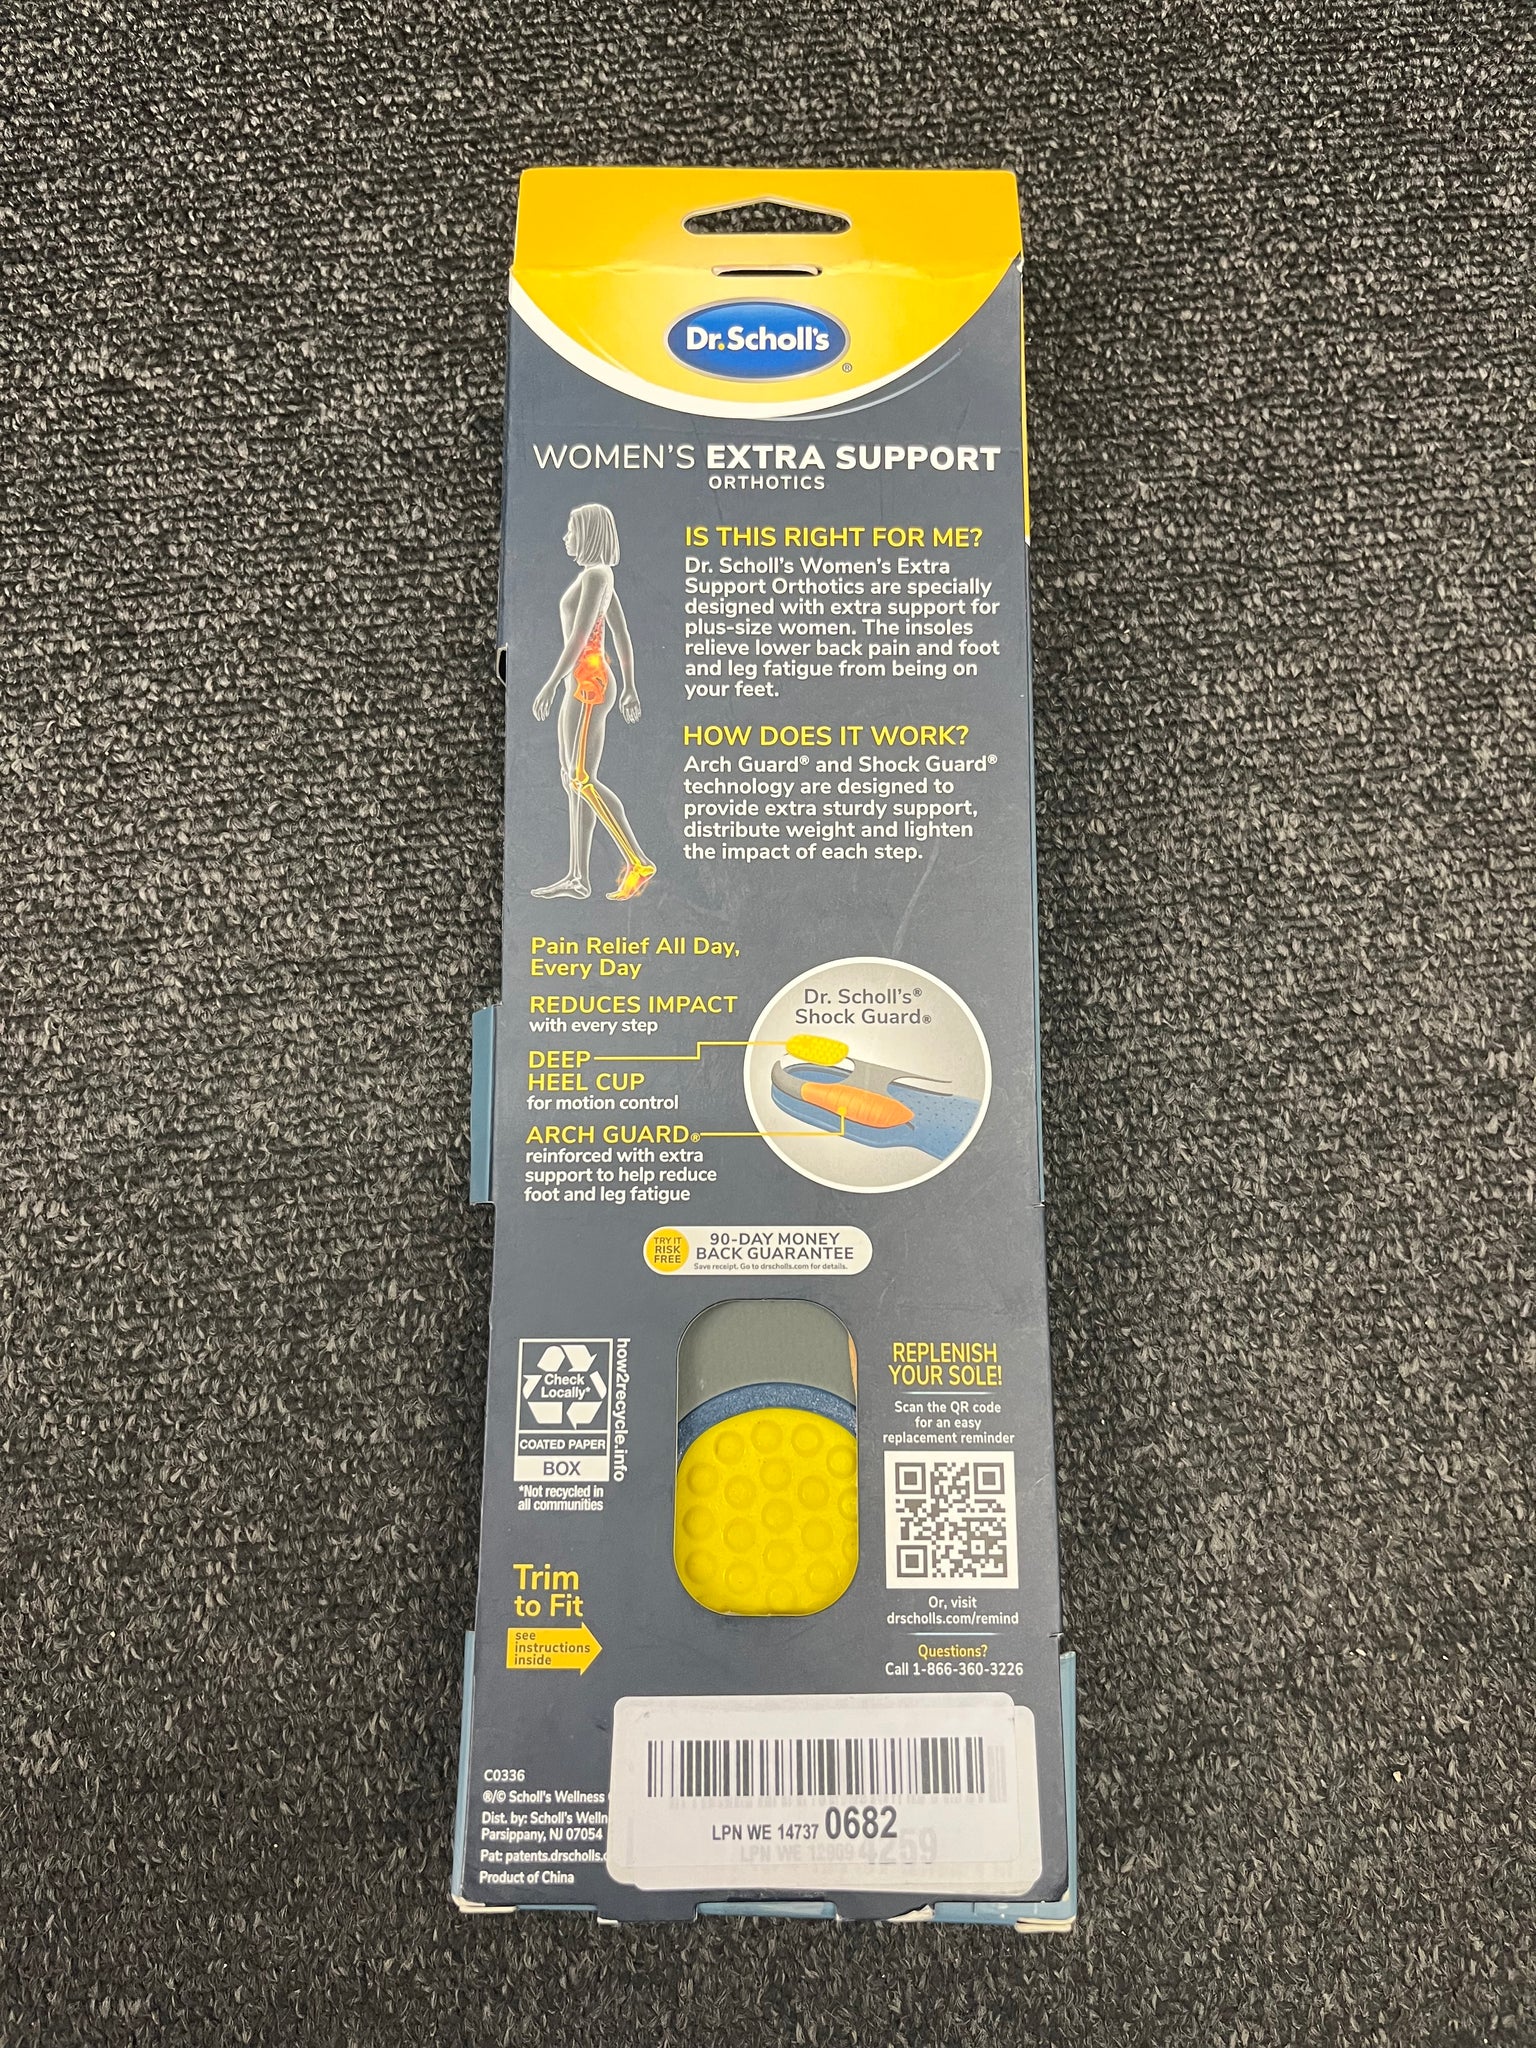 Dr.Scholl's®
WOMEN'S EXTRA SUPPORT
ORTHOTICS
IS THIS RIGHT FOR ME?
Dr. Scholl's Women's Extra
Support Orthotics are specially
designed with extra support for
plus-size women. The insoles
relieve lower back pain and foot
and leg fatigue from being on
your feet.
HOW DOES IT WORK?
Arch Guard® and Shock Guard®
technology are designed to
provide extra sturdy support,
distribute weight and lighten
the impact of each step.
Pain Relief All Day,
Every Day
REDUCES IMPACT
with every step
DEEP
HEEL CUP
for motion control
ARCH GUARD®
reinforced with extra
support to help reduce
foot and leg fatigue
Dr. Scholl's®
Shock Guard®
TRY IT
RISK
FREE
90-DAY MONEY
BACK GUARANTEE
Save receipt. Go to drscholls.com for details.
Check
Locally*
COATED PAPER
BOX
*Not recycled in
all communities
how2recycle.info
REPLENISH
YOUR SOLE!
Scan the QR code
for an easy
replacement reminder
Or, visit
drscholls.com/remind
Questions?
Call 1-866-360-3226
Trim
to Fit
see
instructions
inside
C0336
®/© Scholl's Wellness
Dist. by: Scholl's
Parsippany, NJ 07054
Pat: patents.drscholls.
Product of China
LPN WE 14737 0682
LPN WE 4259